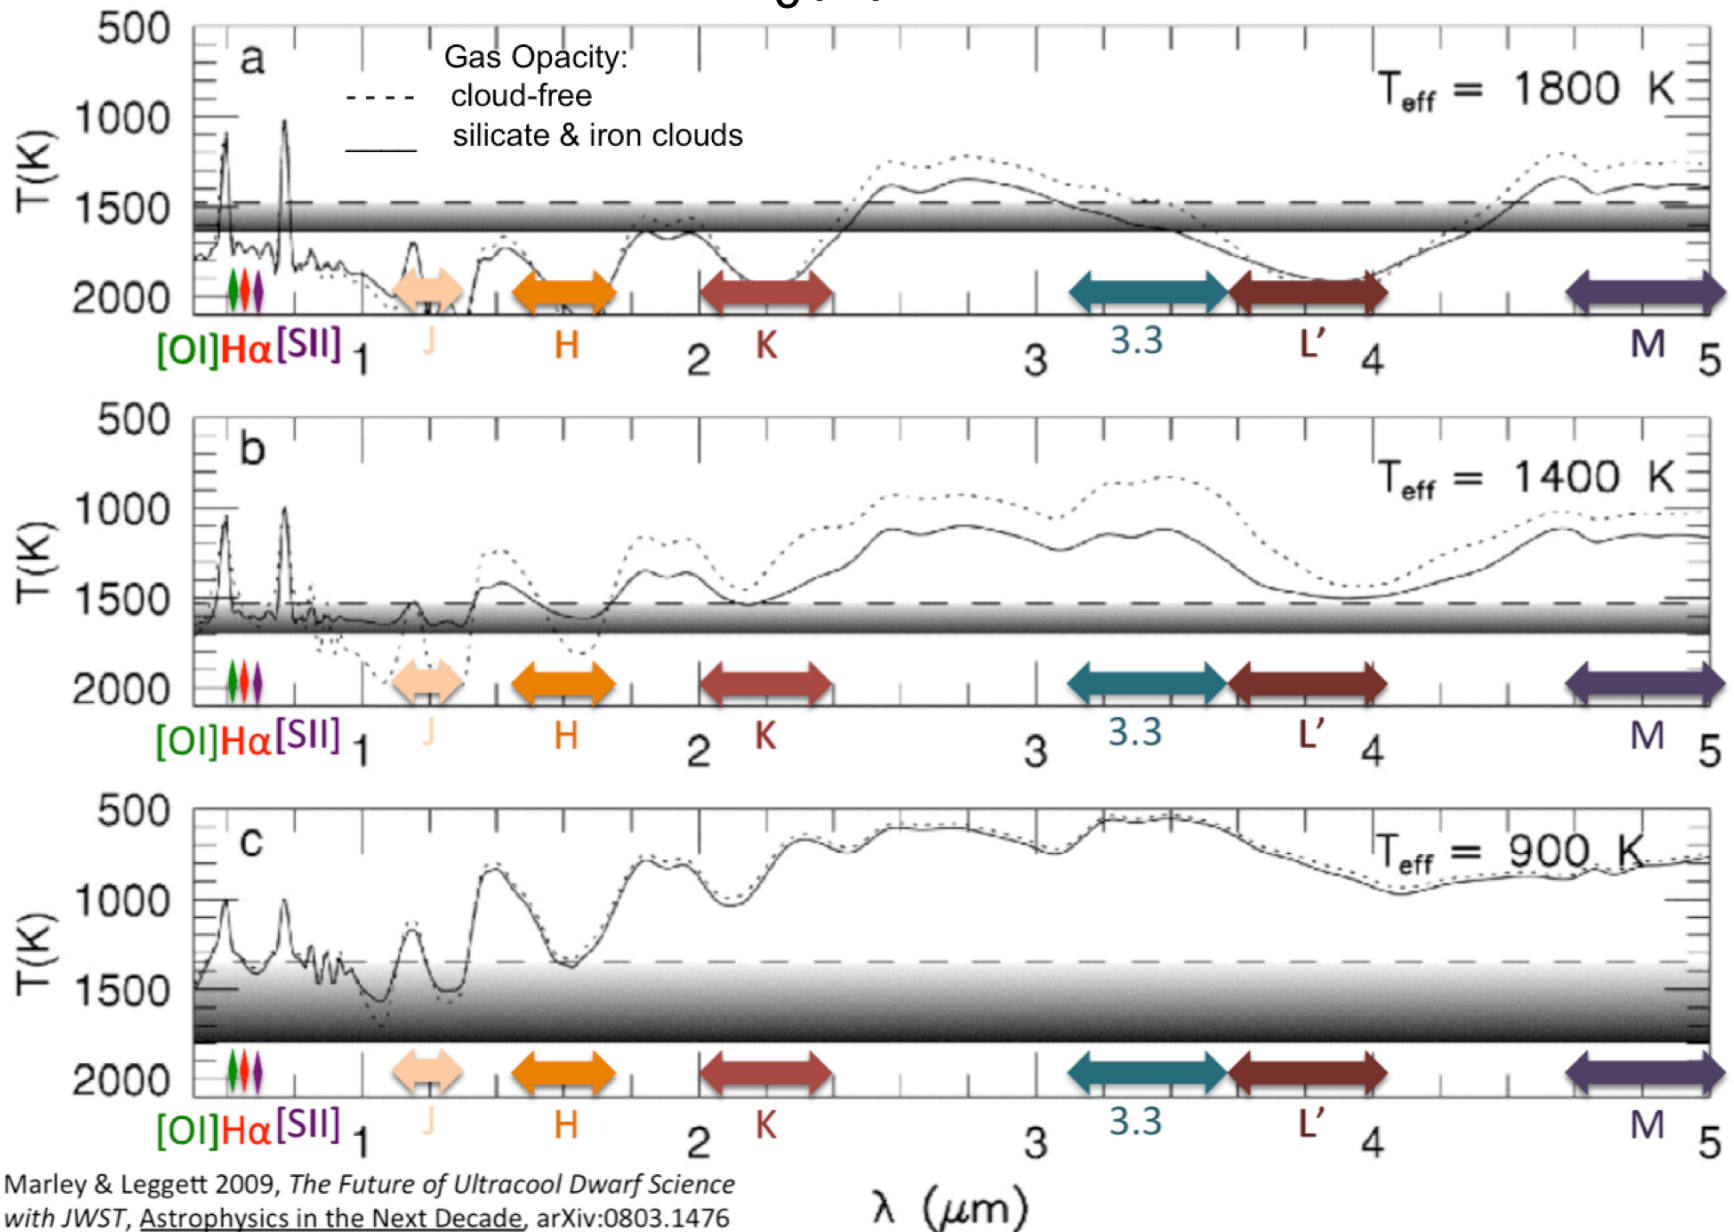 500
a
Gas Opacity:
---- cloud-free
____ silicate & iron clouds
Teff = 1800 K
1000
1500
2000
T(K)
[OI] Hα [SII] 1 J H 2 K 3 3.3 L’ 4 M 5
500
b
Teff = 1400 K
1000
1500
2000
T(K)
[OI] Hα [SII] 1 J H 2 K 3 3.3 L’ 4 M 5
500
c
Teff = 900 K
1000
1500
2000
T(K)
[OI] Hα [SII] 1 J H 2 K 3 3.3 L’ 4 M 5
λ (μm)
Marley & Leggett 2009, The Future of Ultracool Dwarf Science
with JWST, Astrophysics in the Next Decade, arXiv:0803.1476